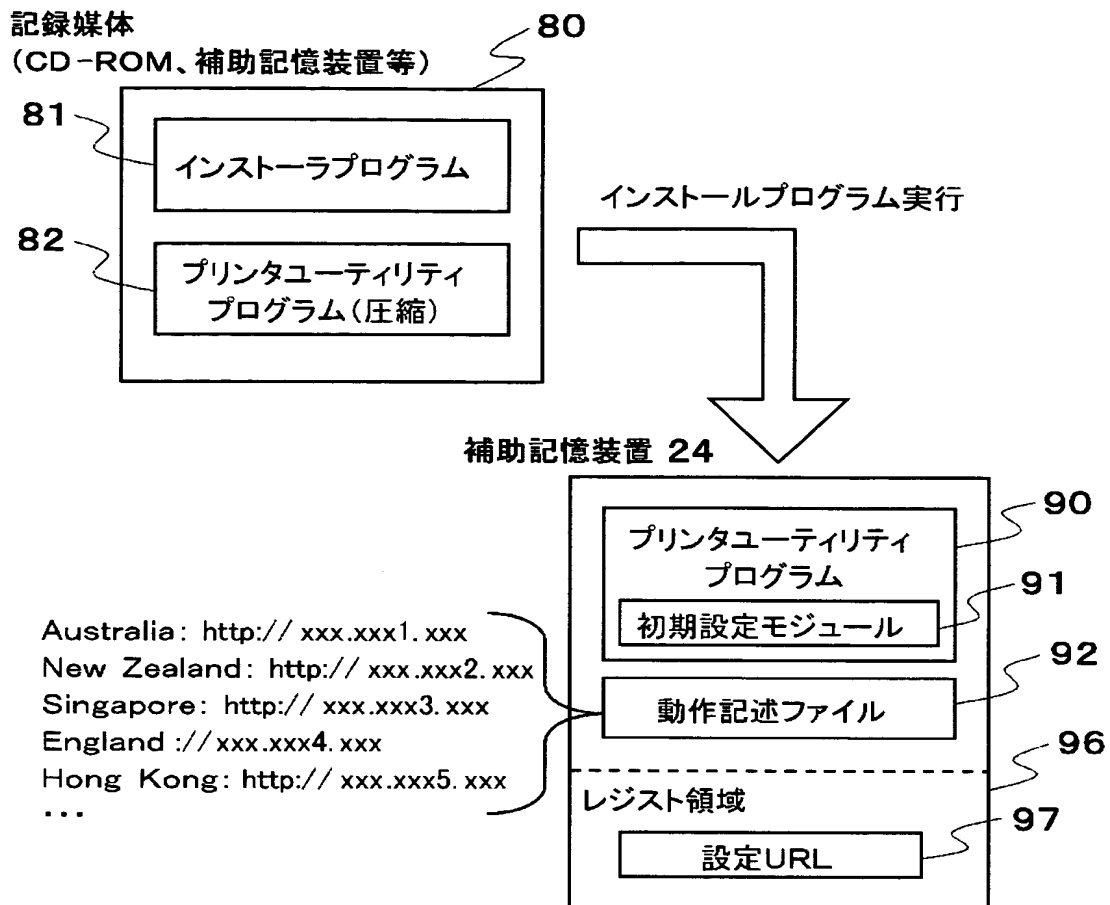 記録媒体
(CD-ROM、補助記憶装置等)
80
81
インストーラプログラム
82
プリンタユーティリティ
プログラム(圧縮)
インストールプログラム実行
補助記憶装置 24
プリンタユーティリティ
プログラム
90
初期設定モジュール
91
動作記述ファイル
92
Australia: http:// xxx.xxx1.xxx
New Zealand: http:// xxx.xxx2.xxx
Singapore: http:// xxx.xxx3.xxx
England ://xxx.xxx4.xxx
Hong Kong: http:// xxx.xxx5.xxx
・・・
96
レジスト領域
設定URL
97